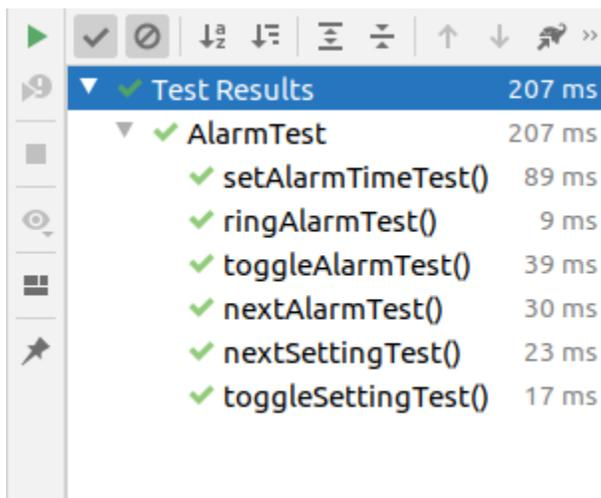 Test Results 207 ms
AlarmTest 207 ms
setAlarmTimeTest() 89 ms
ringAlarmTest() 9 ms
toggleAlarmTest() 39 ms
nextAlarmTest() 30 ms
nextSettingTest() 23 ms
toggleSettingTest() 17 ms